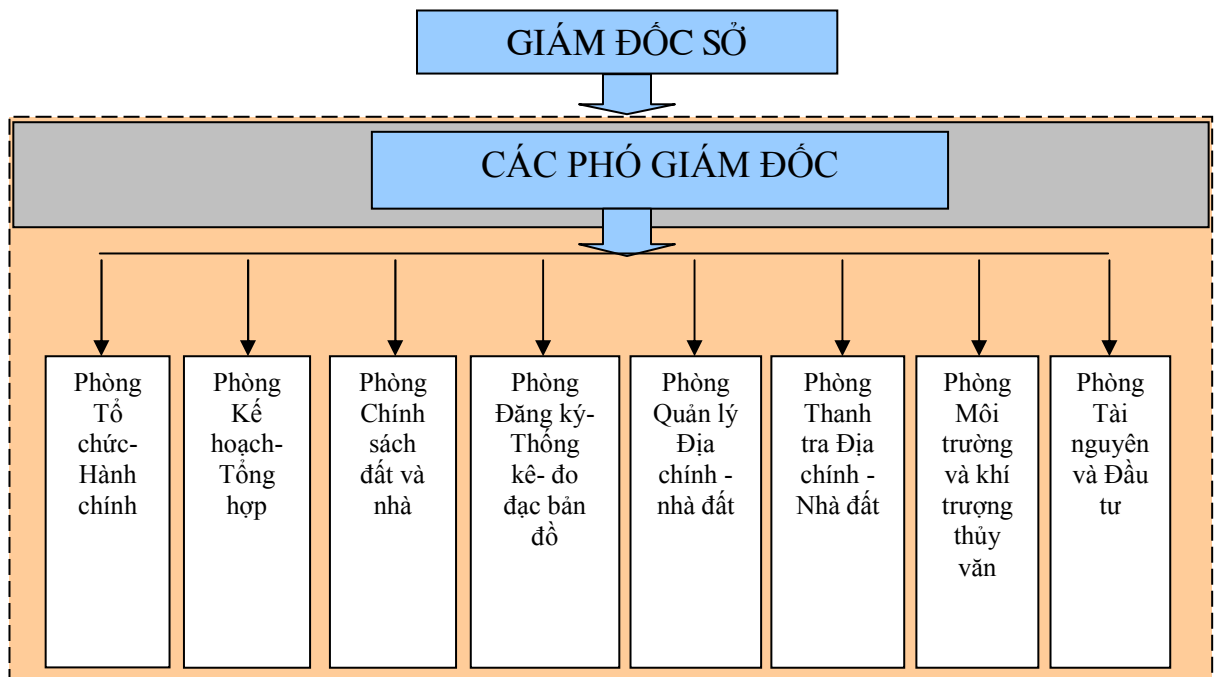 GIÁM ĐỐC SỞ
CÁC PHÓ GIÁM ĐỐC
Phòng
Tổ
chức-
Hành
chính
Phòng
Kế
hoạch-
Tổng
hợp
Phòng
Chính
sách
đất và
nhà
Phòng
Đăng ký-
Thống
kê- đo
đạc bản
đồ
Phòng
Quản lý
Địa
chính -
nhà đất
Phòng
Thanh
tra Địa
chính -
Nhà đất
Phòng
Môi
trường
và khí
trượng
thủy
văn
Phòng
Tài
nguyên
và Đầu
tư